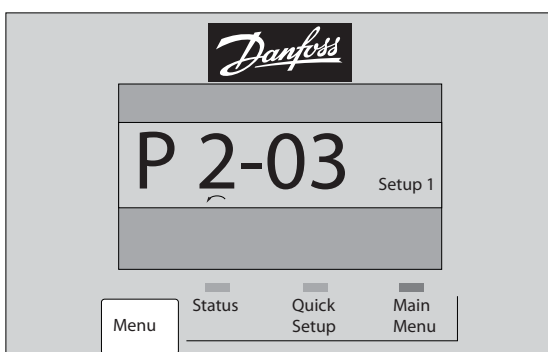 Danfoss
P 2-03
Setup 1
Menu
Status
Quick
Setup
Main
Menu